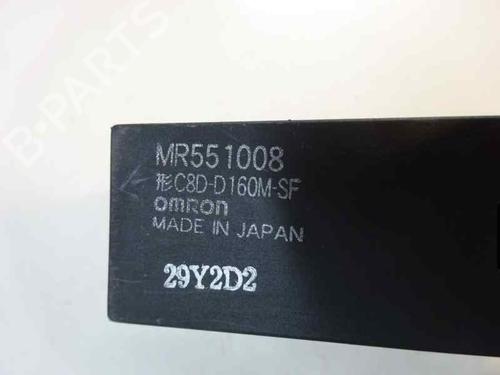 B-PARTS
MR551008
形C8D-D160M-SF
omron
MADE IN JAPAN
29Y2D2